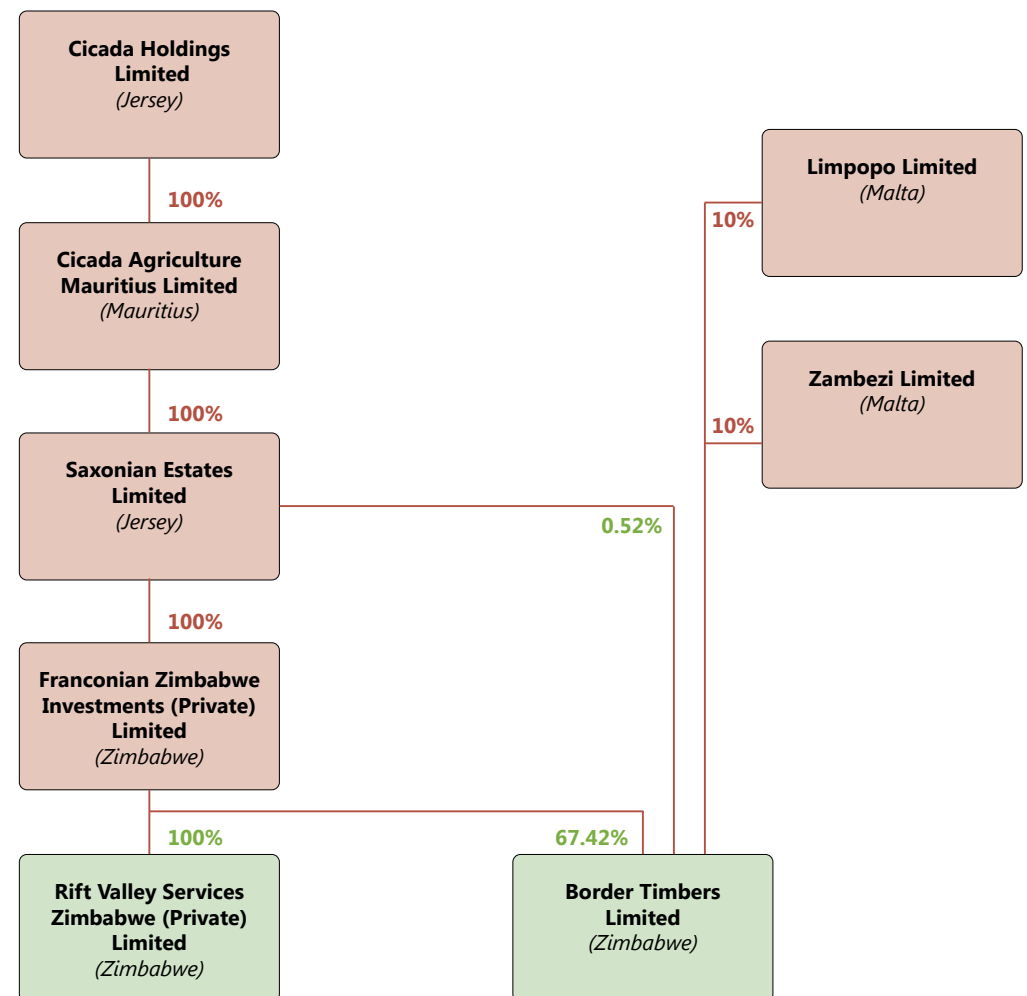 Cicada Holdings
Limited
(Jersey)
100%
Cicada Agriculture
Mauritius Limited
(Mauritius)
100%
Saxonian Estates
Limited
(Jersey)
100%
Franconian Zimbabwe
Investments (Private)
Limited
(Zimbabwe)
100%
Rift Valley Services
Zimbabwe (Private)
Limited
(Zimbabwe)
Limpopo Limited
(Malta)
10%
Zambezi Limited
(Malta)
10%
0.52%
67.42%
Border Timbers
Limited
(Zimbabwe)